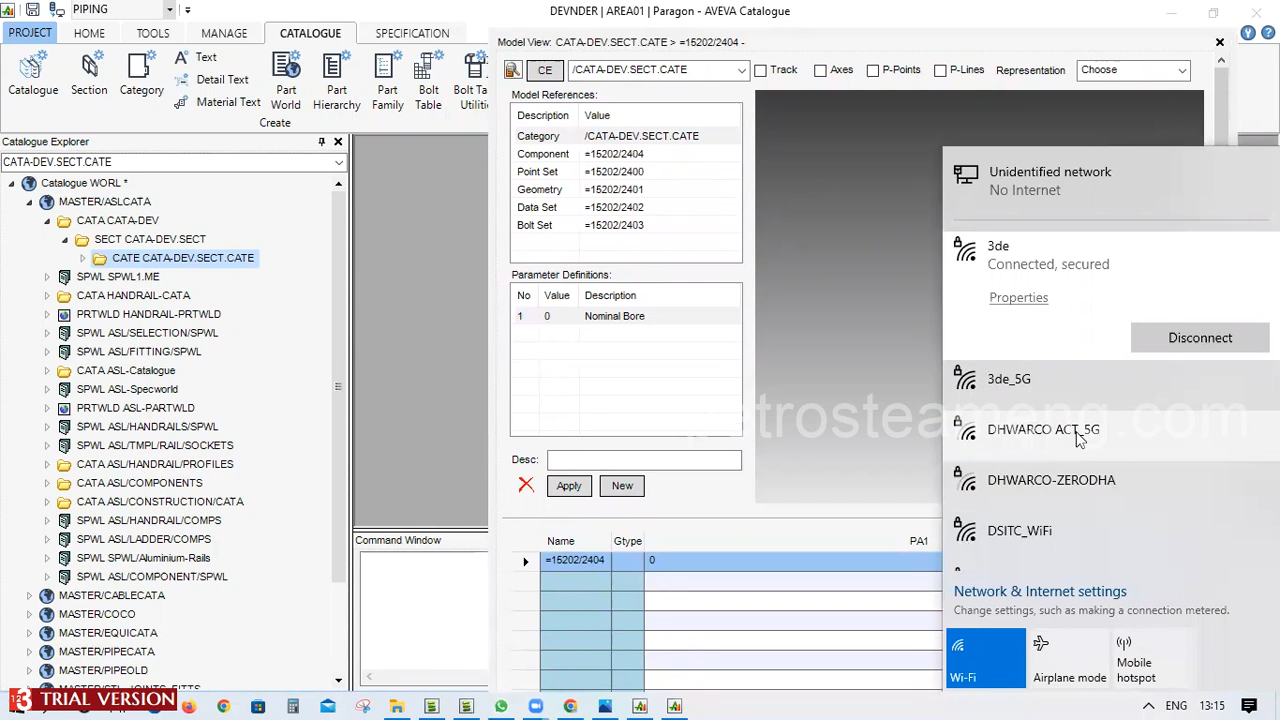 PIPING
DEVNDER | AREA01 | Paragon - AVEVA Catalogue
PROJECT HOME TOOLS MANAGE CATALOGUE SPECIFICATION
Catalogue Section Category
Text
Detail Text
Material Text
Part World
Part Hierarchy
Part Family
Bolt Table
Bolt Ta
Utiliti
Create
Catalogue Explorer
CATA-DEV.SECT.CATE
Catalogue WORL *
MASTER/ASLCATA
CATA CATA-DEV
SECT CATA-DEV.SECT
CATE CATA-DEV.SECT.CATE
SPWL SPWL1.ME
CATA HANDRAIL-CATA
PRTWLD HANDRAIL-PRTWLD
SPWL ASL/SELECTION/SPWL
SPWL ASL/FITTING/SPWL
CATA ASL-Catalogue
SPWL ASL-Specworld
PRTWLD ASL-PARTWLD
SPWL ASL/COMPONENTS/SPWL
SPWL ASL/TMPL/RAIL/SOCKETS
CATA ASL/HANDRAIL/PROFILES
CATA ASL/COMPONENTS
CATA ASL/CONSTRUCTION/CATA
SPWL ASL/HANDRAIL/COMPS
SPWL ASL/LADDER/COMPS
SPWL SPWL/Aluminium-Rails
SPWL ASL/COMPONENT/SPWL
MASTER/CABLECATA
MASTER/COCO
MASTER/EQUICATA
MASTER/PIPECATA
MASTER/PIPEOLD
Model View: CATA-DEV.SECT.CATE > =15202/2404 -
CE /CATA-DEV.SECT.CATE Track Axes P-Points P-Lines Representation Choose
Model References:
Description Value
Category /CATA-DEV.SECT.CATE
Component =15202/2404
Point Set =15202/2400
Geometry =15202/2401
Data Set =15202/2402
Bolt Set =15202/2403
Parameter Definitions:
No Value Description
1 0 Nominal Bore
Desc:
Apply New
Command Window
Name Gtype PA1
=15202/2404 0
Unidentified network
No Internet
3de
Connected, secured
Properties
Disconnect
3de_5G
DHWARCO ACT_5G
DHWARCO-ZERODHA
DSITC_WiFi
Network & Internet settings
Change settings, such as making a connection metered.
Wi-Fi
Airplane mode
Mobile hotspot
trosteameng.com
TRIAL VERSION
ENG 13:15